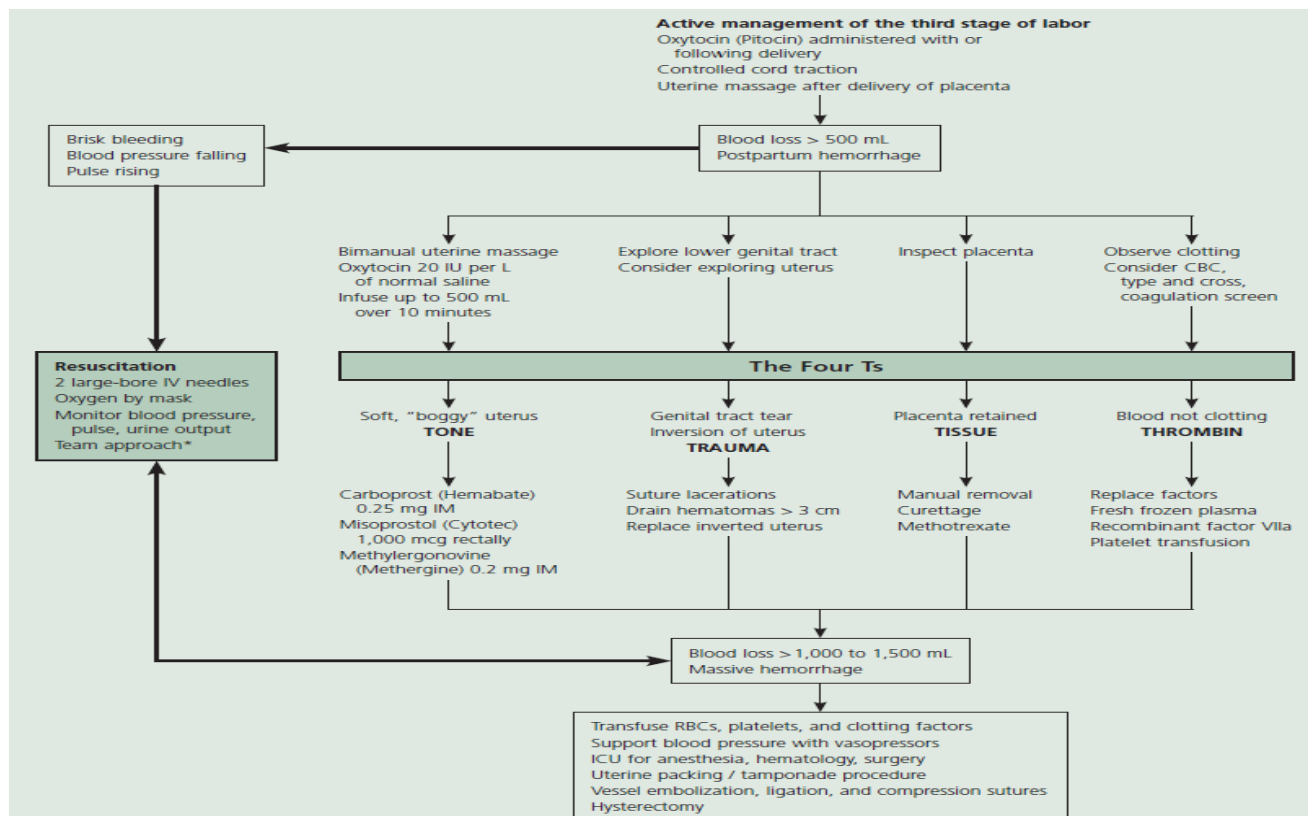 Active management of the third stage of labor
Oxytocin (Pitocin) administered with or
following delivery
Controlled cord traction
Uterine massage after delivery of placenta
Brisk bleeding
Blood pressure falling
Pulse rising
Blood loss > 500 mL
Postpartum hemorrhage
Bimanual uterine massage
Oxytocin 20 IU per L
of normal saline
Infuse up to 500 mL
over 10 minutes
Explore lower genital tract
Consider exploring uterus
Inspect placenta
Observe clotting
Consider CBC,
type and cross,
coagulation screen
Resuscitation
2 large-bore IV needles
Oxygen by mask
Monitor blood pressure,
pulse, urine output
Team approach*
The Four Ts
Soft, “boggy” uterus
TONE
Genital tract tear
Inversion of uterus
TRAUMA
Placenta retained
TISSUE
Blood not clotting
THROMBIN
Carboprost (Hemabate)
0.25 mg IM
Misoprostol (Cytotec)
1,000 mcg rectally
Methylergonovine
(Methergine) 0.2 mg IM
Suture lacerations
Drain hematomas > 3 cm
Replace inverted uterus
Manual removal
Curettage
Methotrexate
Replace factors
Fresh frozen plasma
Recombinant factor VIIa
Platelet transfusion
Blood loss >1,000 to 1,500 mL
Massive hemorrhage
Transfuse RBCs, platelets, and clotting factors
Support blood pressure with vasopressors
ICU for anesthesia, hematology, surgery
Uterine packing / tamponade procedure
Vessel embolization, ligation, and compression sutures
Hysterectomy